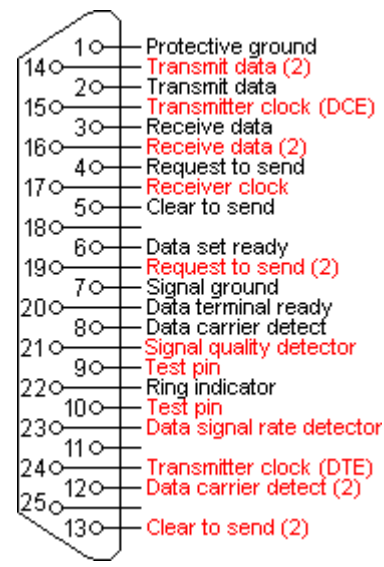 1 Protective ground
14 Transmit data (2)
2 Transmit data
15 Transmitter clock (DCE)
3 Receive data
16 Receive data (2)
4 Request to send
17 Receiver clock
5 Clear to send
18
6 Data set ready
19 Request to send (2)
7 Signal ground
20 Data terminal ready
8 Data carrier detect
21 Signal quality detector
9 Test pin
22 Ring indicator
10 Test pin
23 Data signal rate detector
11
24 Transmitter clock (DTE)
12 Data carrier detect (2)
25
13 Clear to send (2)